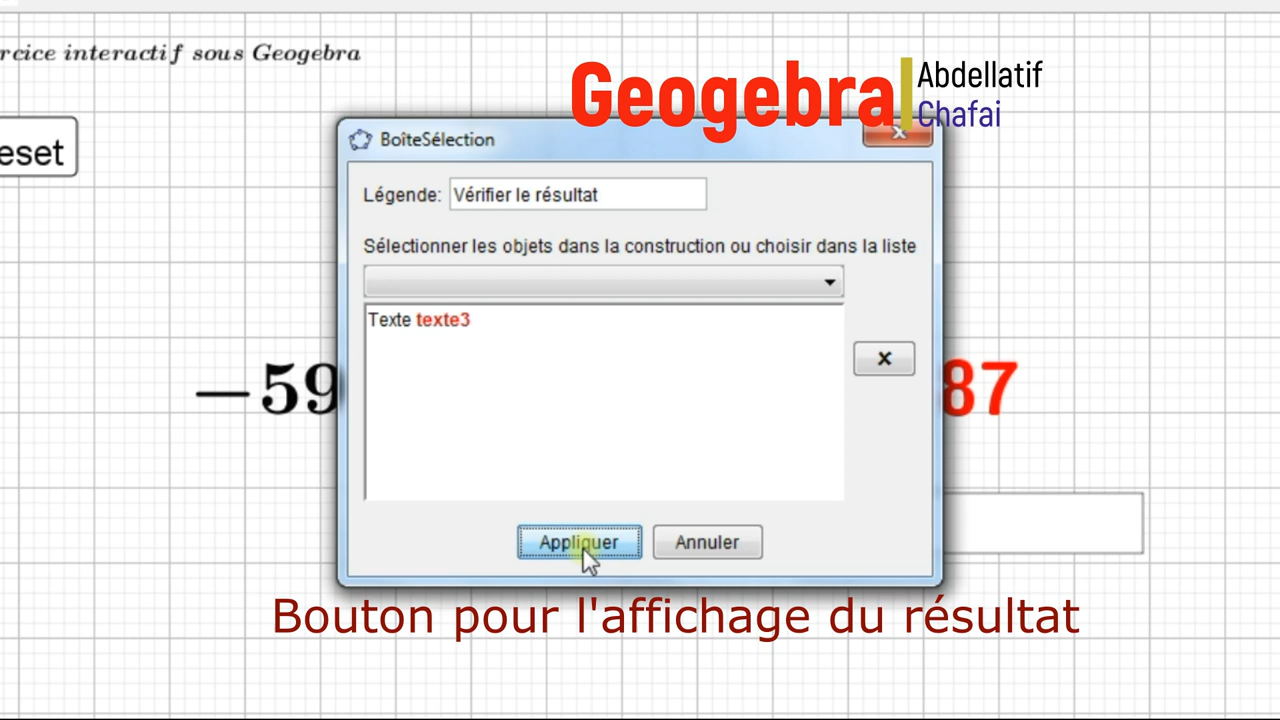 rcice interactif sous Geogebra
Geogebra
Abdellatif
Chafai
eset
BoîteSélection
x
Légende: Vérifier le résultat
Sélectionner les objets dans la construction ou choisir dans la liste
Texte texte3
x
−59
87
Appliquer
Annuler
Bouton pour l'affichage du résultat